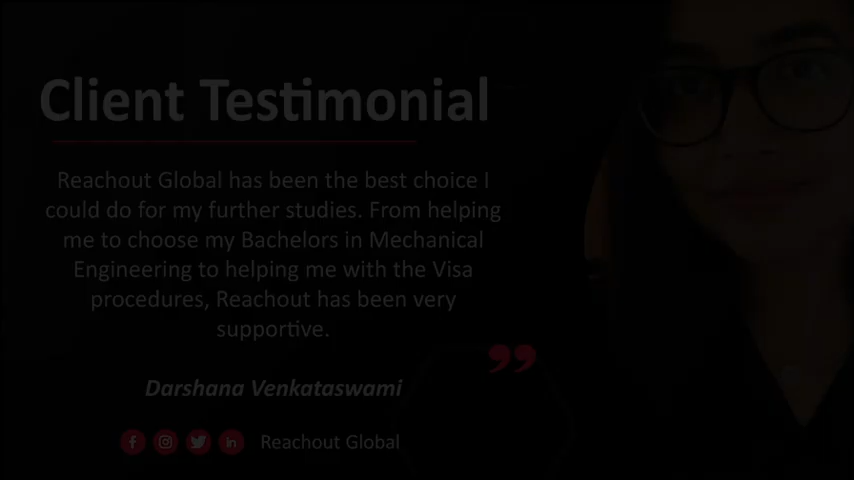 Client Testimonial
Reachout Global has been the best choice I
could do for my further studies. From helping
me to choose my Bachelors in Mechanical
Engineering to helping me with the Visa
procedures, Reachout has been very
supportive.
”
Darshana Venkataswami
Reachout Global